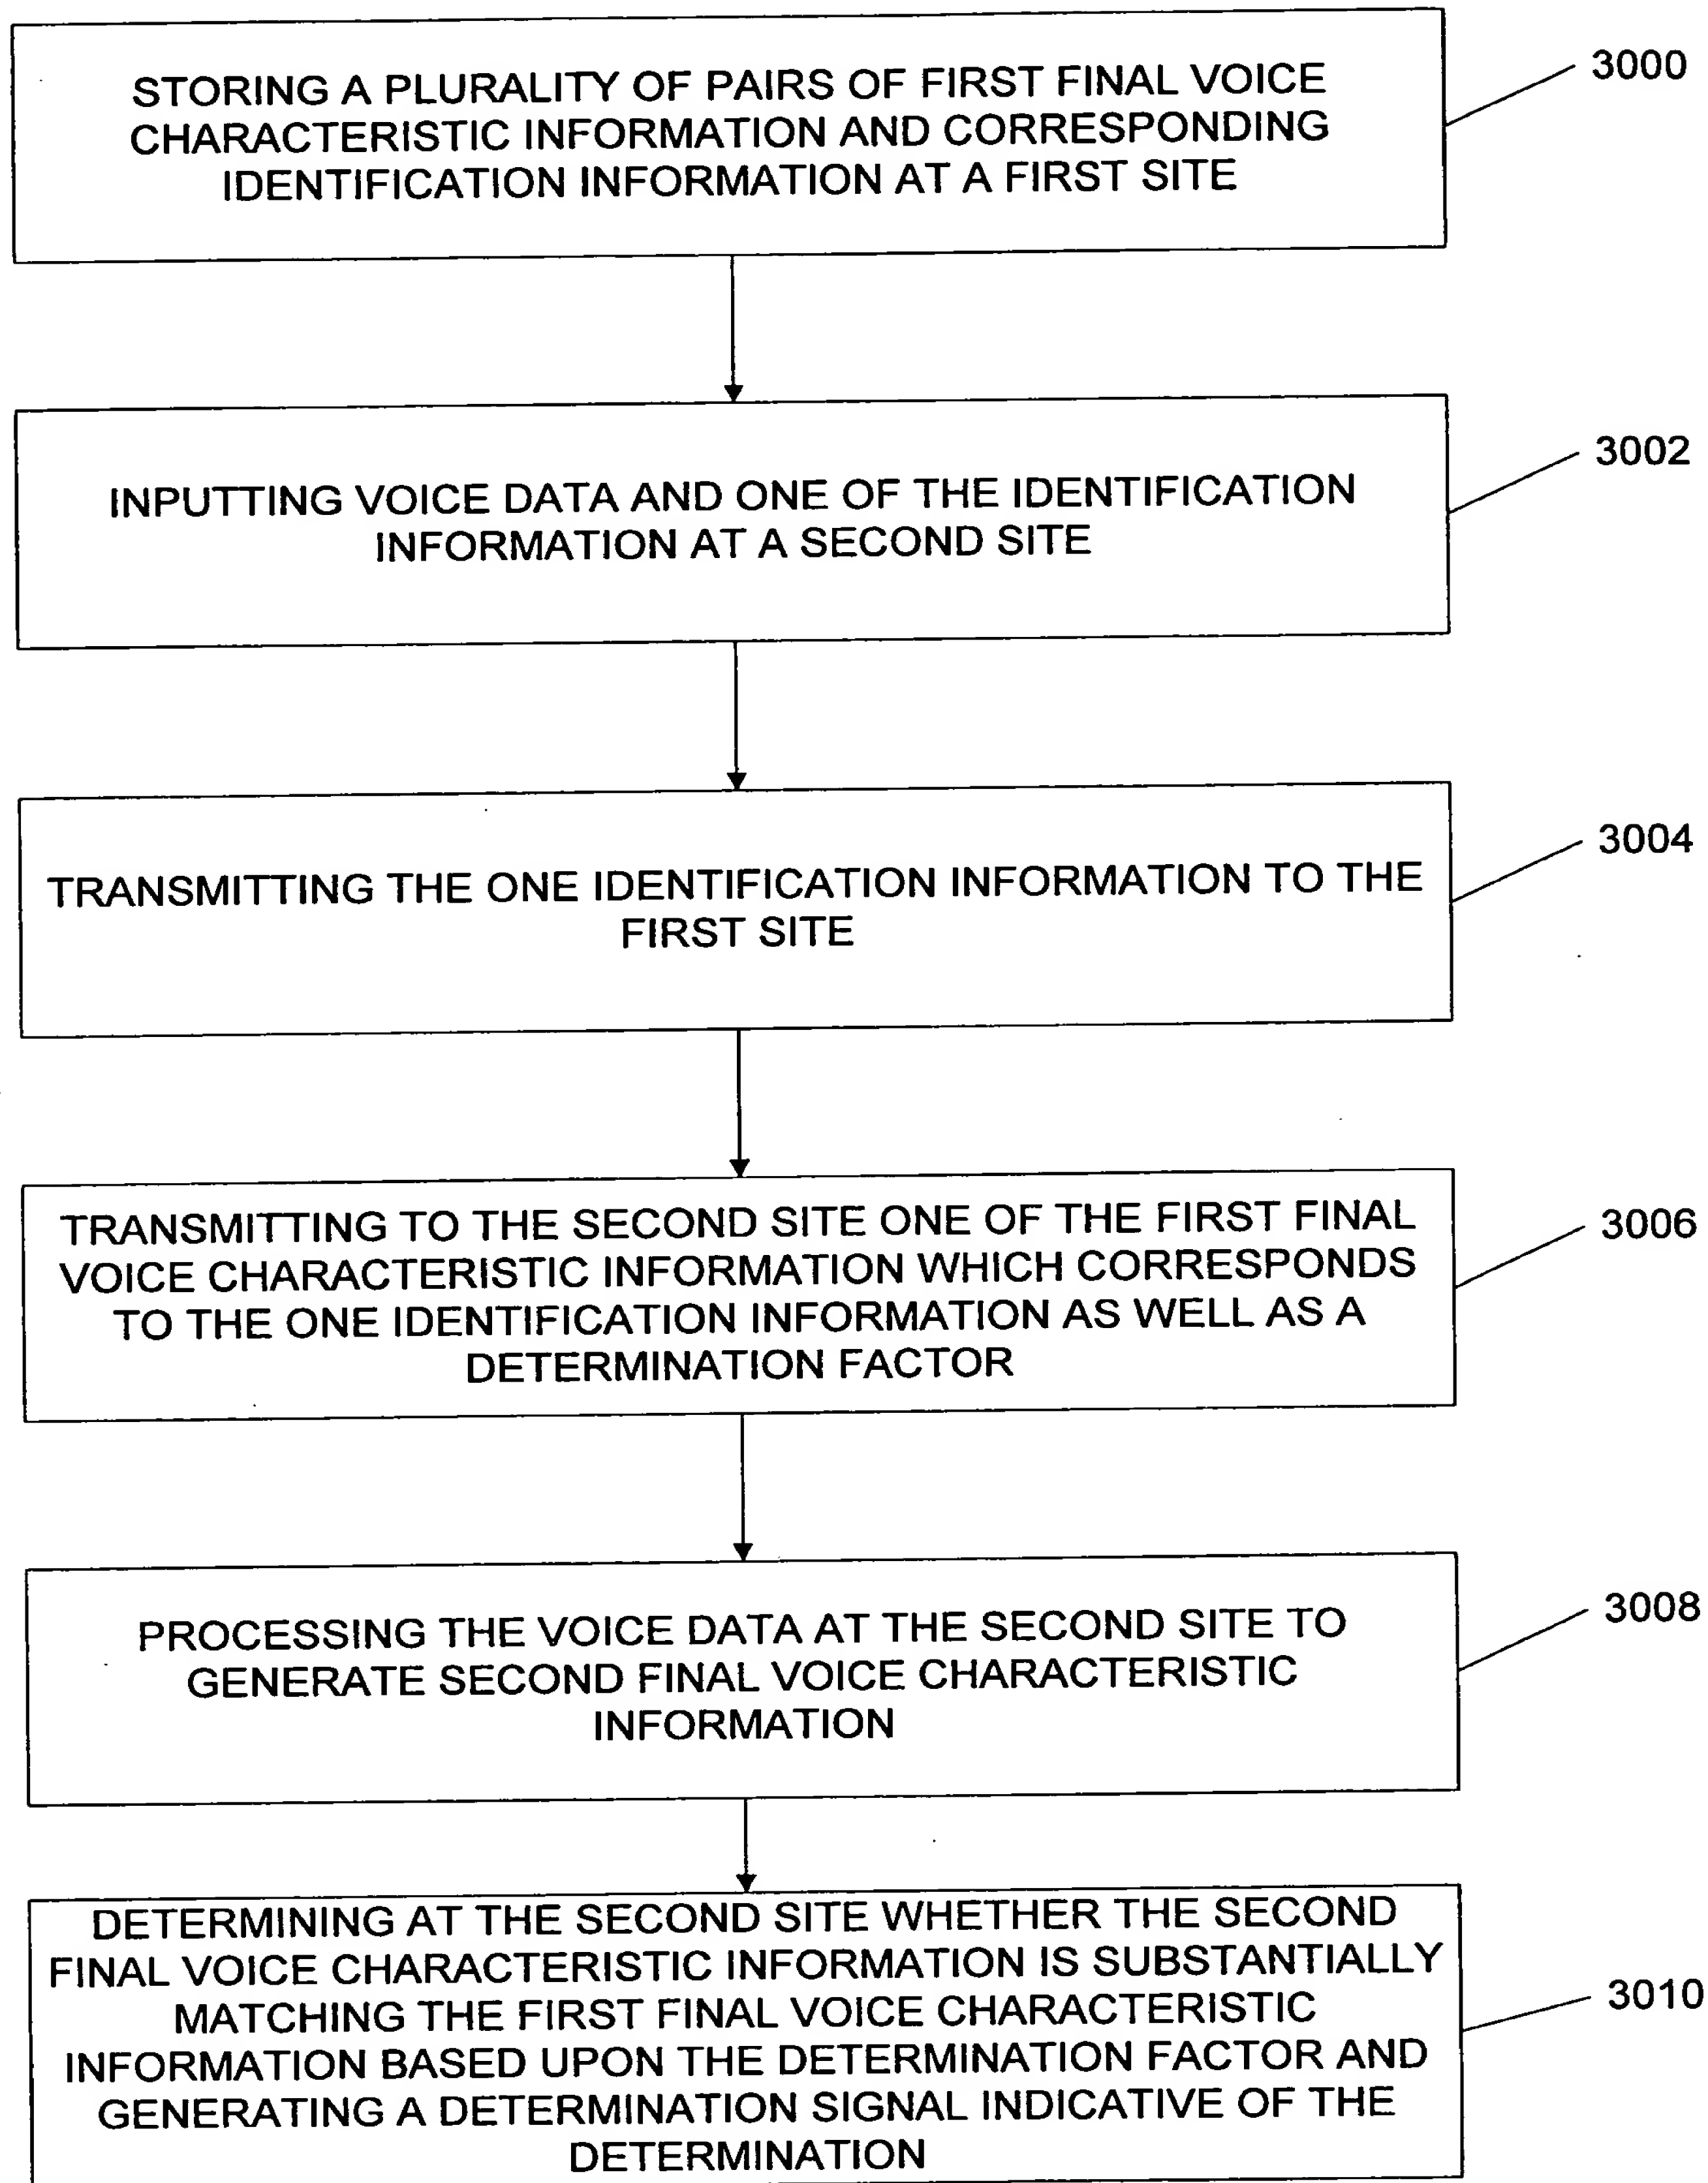 STORING A PLURALITY OF PAIRS OF FIRST FINAL VOICE
CHARACTERISTIC INFORMATION AND CORRESPONDING
IDENTIFICATION INFORMATION AT A FIRST SITE
3000
INPUTTING VOICE DATA AND ONE OF THE IDENTIFICATION
INFORMATION AT A SECOND SITE
3002
TRANSMITTING THE ONE IDENTIFICATION INFORMATION TO THE
FIRST SITE
3004
TRANSMITTING TO THE SECOND SITE ONE OF THE FIRST FINAL
VOICE CHARACTERISTIC INFORMATION WHICH CORRESPONDS
TO THE ONE IDENTIFICATION INFORMATION AS WELL AS A
DETERMINATION FACTOR
3006
PROCESSING THE VOICE DATA AT THE SECOND SITE TO
GENERATE SECOND FINAL VOICE CHARACTERISTIC
INFORMATION
3008
DETERMINING AT THE SECOND SITE WHETHER THE SECOND
FINAL VOICE CHARACTERISTIC INFORMATION IS SUBSTANTIALLY
MATCHING THE FIRST FINAL VOICE CHARACTERISTIC
INFORMATION BASED UPON THE DETERMINATION FACTOR AND
GENERATING A DETERMINATION SIGNAL INDICATIVE OF THE
DETERMINATION
3010